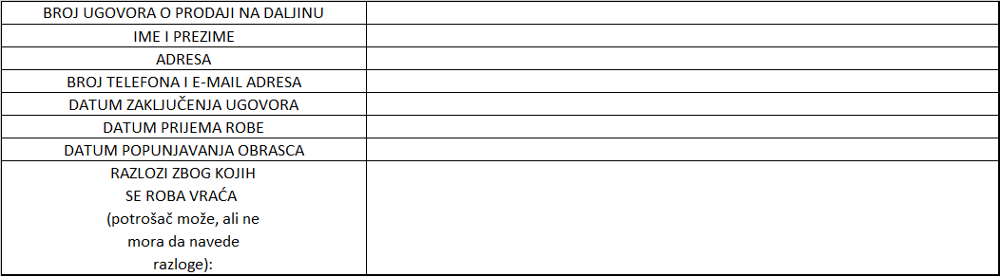 BROJ UGOVORA O PRODAJI NA DALJINU
IME I PREZIME
ADRESA
BROJ TELEFONA I E-MAIL ADRESA
DATUM ZAKLJUČENJA UGOVORA
DATUM PRIJEMA ROBE
DATUM POPUNJAVANJA OBRASCA
RAZLOZI ZBOG KOJIH
SE ROBA VRAĆA
(potrošač može, ali ne
mora da navede
razloge):